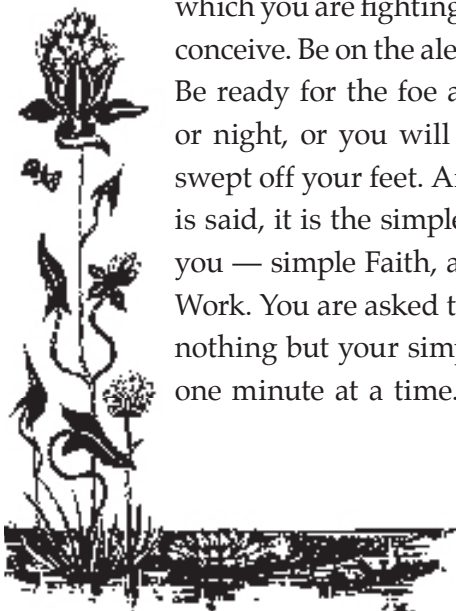 which you are fighting
conceive. Be on the ale
Be ready for the foe a
or night, or you will
swept off your feet. A
is said, it is the simple
you — simple Faith, a
Work. You are asked t
nothing but your simp
one minute at a time.